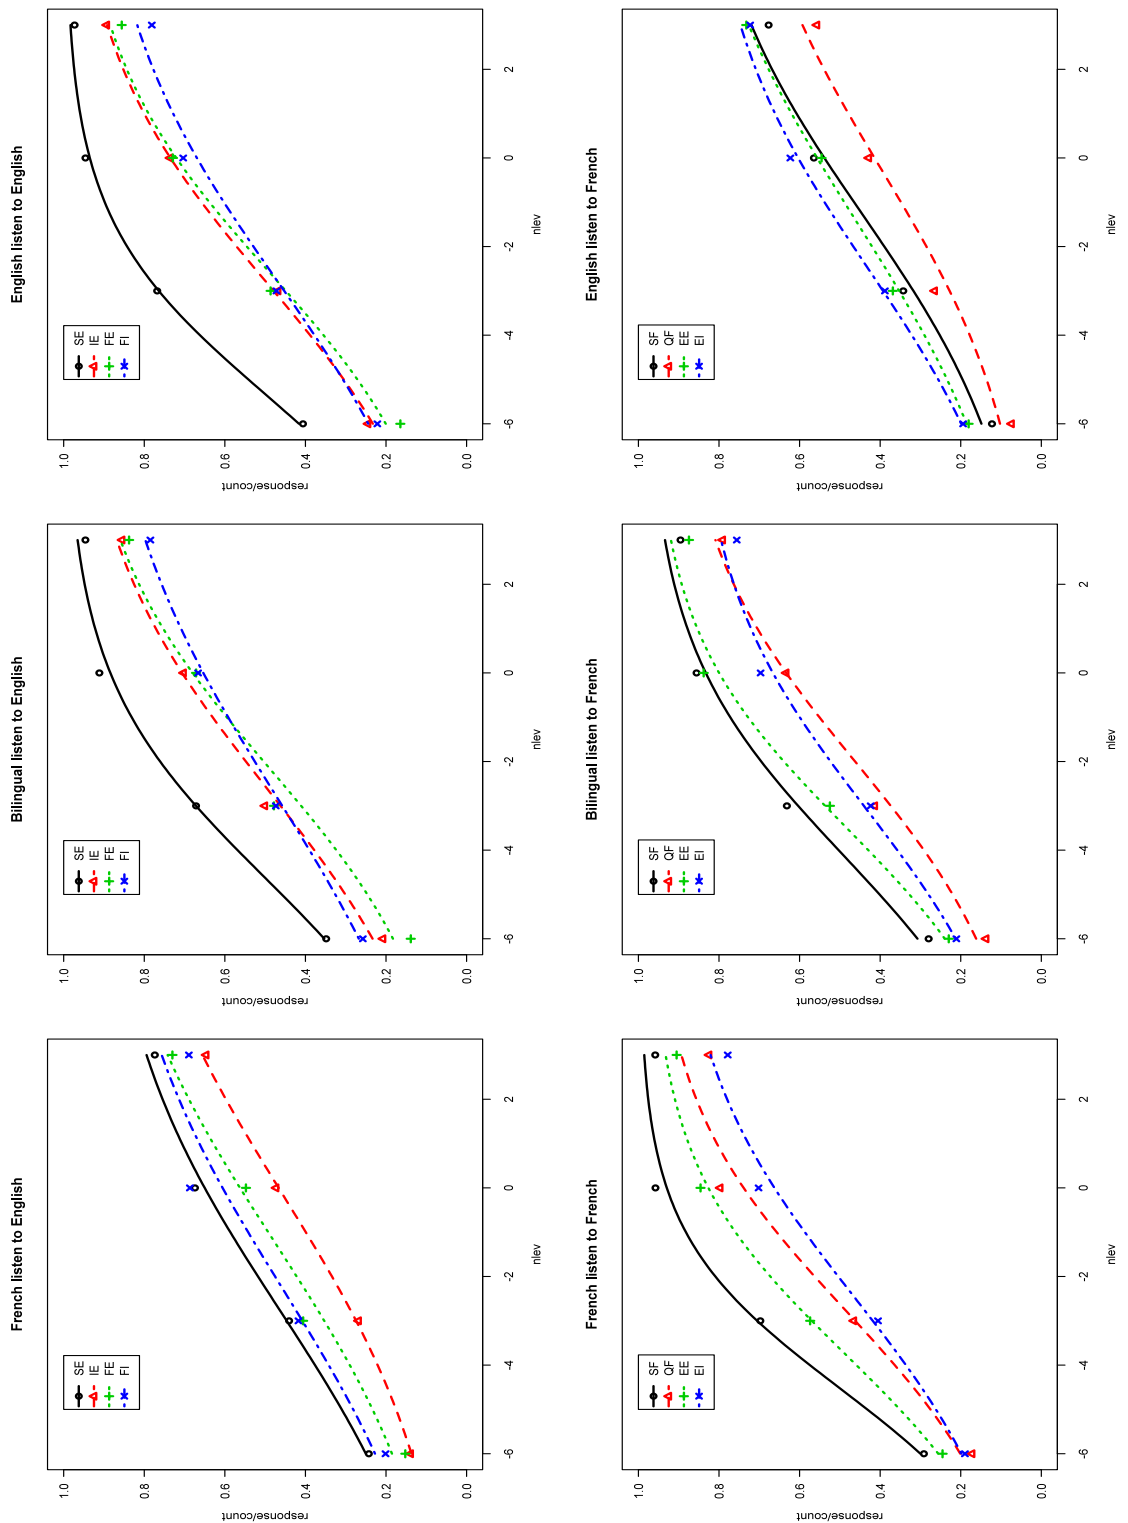 French listen to English
response/count
1.0
0.8
0.6
0.4
0.2
0.0
SE
IE
FE
FI
-6 -4 -2 0 2
nlev
Bilingual listen to English
response/count
1.0
0.8
0.6
0.4
0.2
0.0
SE
IE
FE
FI
-6 -4 -2 0 2
nlev
English listen to English
response/count
1.0
0.8
0.6
0.4
0.2
0.0
SE
IE
FE
FI
-6 -4 -2 0 2
nlev
French listen to French
response/count
1.0
0.8
0.6
0.4
0.2
0.0
SF
QF
EE
EI
-6 -4 -2 0 2
nlev
Bilingual listen to French
response/count
1.0
0.8
0.6
0.4
0.2
0.0
SF
QF
EE
EI
-6 -4 -2 0 2
nlev
English listen to French
response/count
1.0
0.8
0.6
0.4
0.2
0.0
SF
QF
EE
EI
-6 -4 -2 0 2
nlev